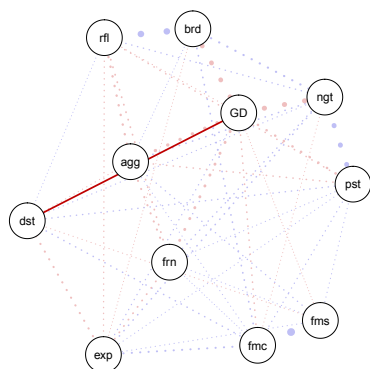 brd
rfl
ngt
GD
agg
pst
dst
frn
fms
fmc
exp